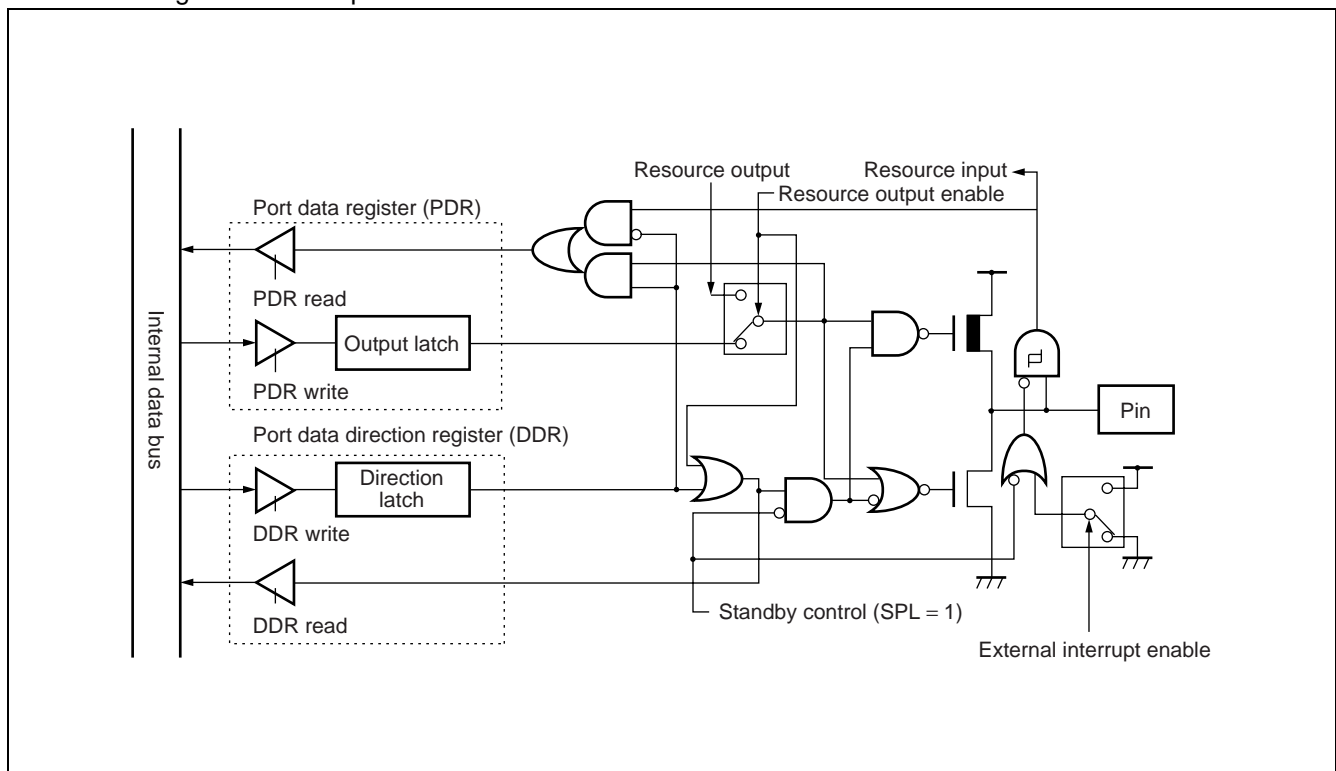 Resource output
Resource input
Resource output enable
Port data register (PDR)
PDR read
Output latch
PDR write
Internal data bus
Pin
Port data direction register (DDR)
Direction
latch
DDR write
DDR read
Standby control (SPL = 1)
External interrupt enable